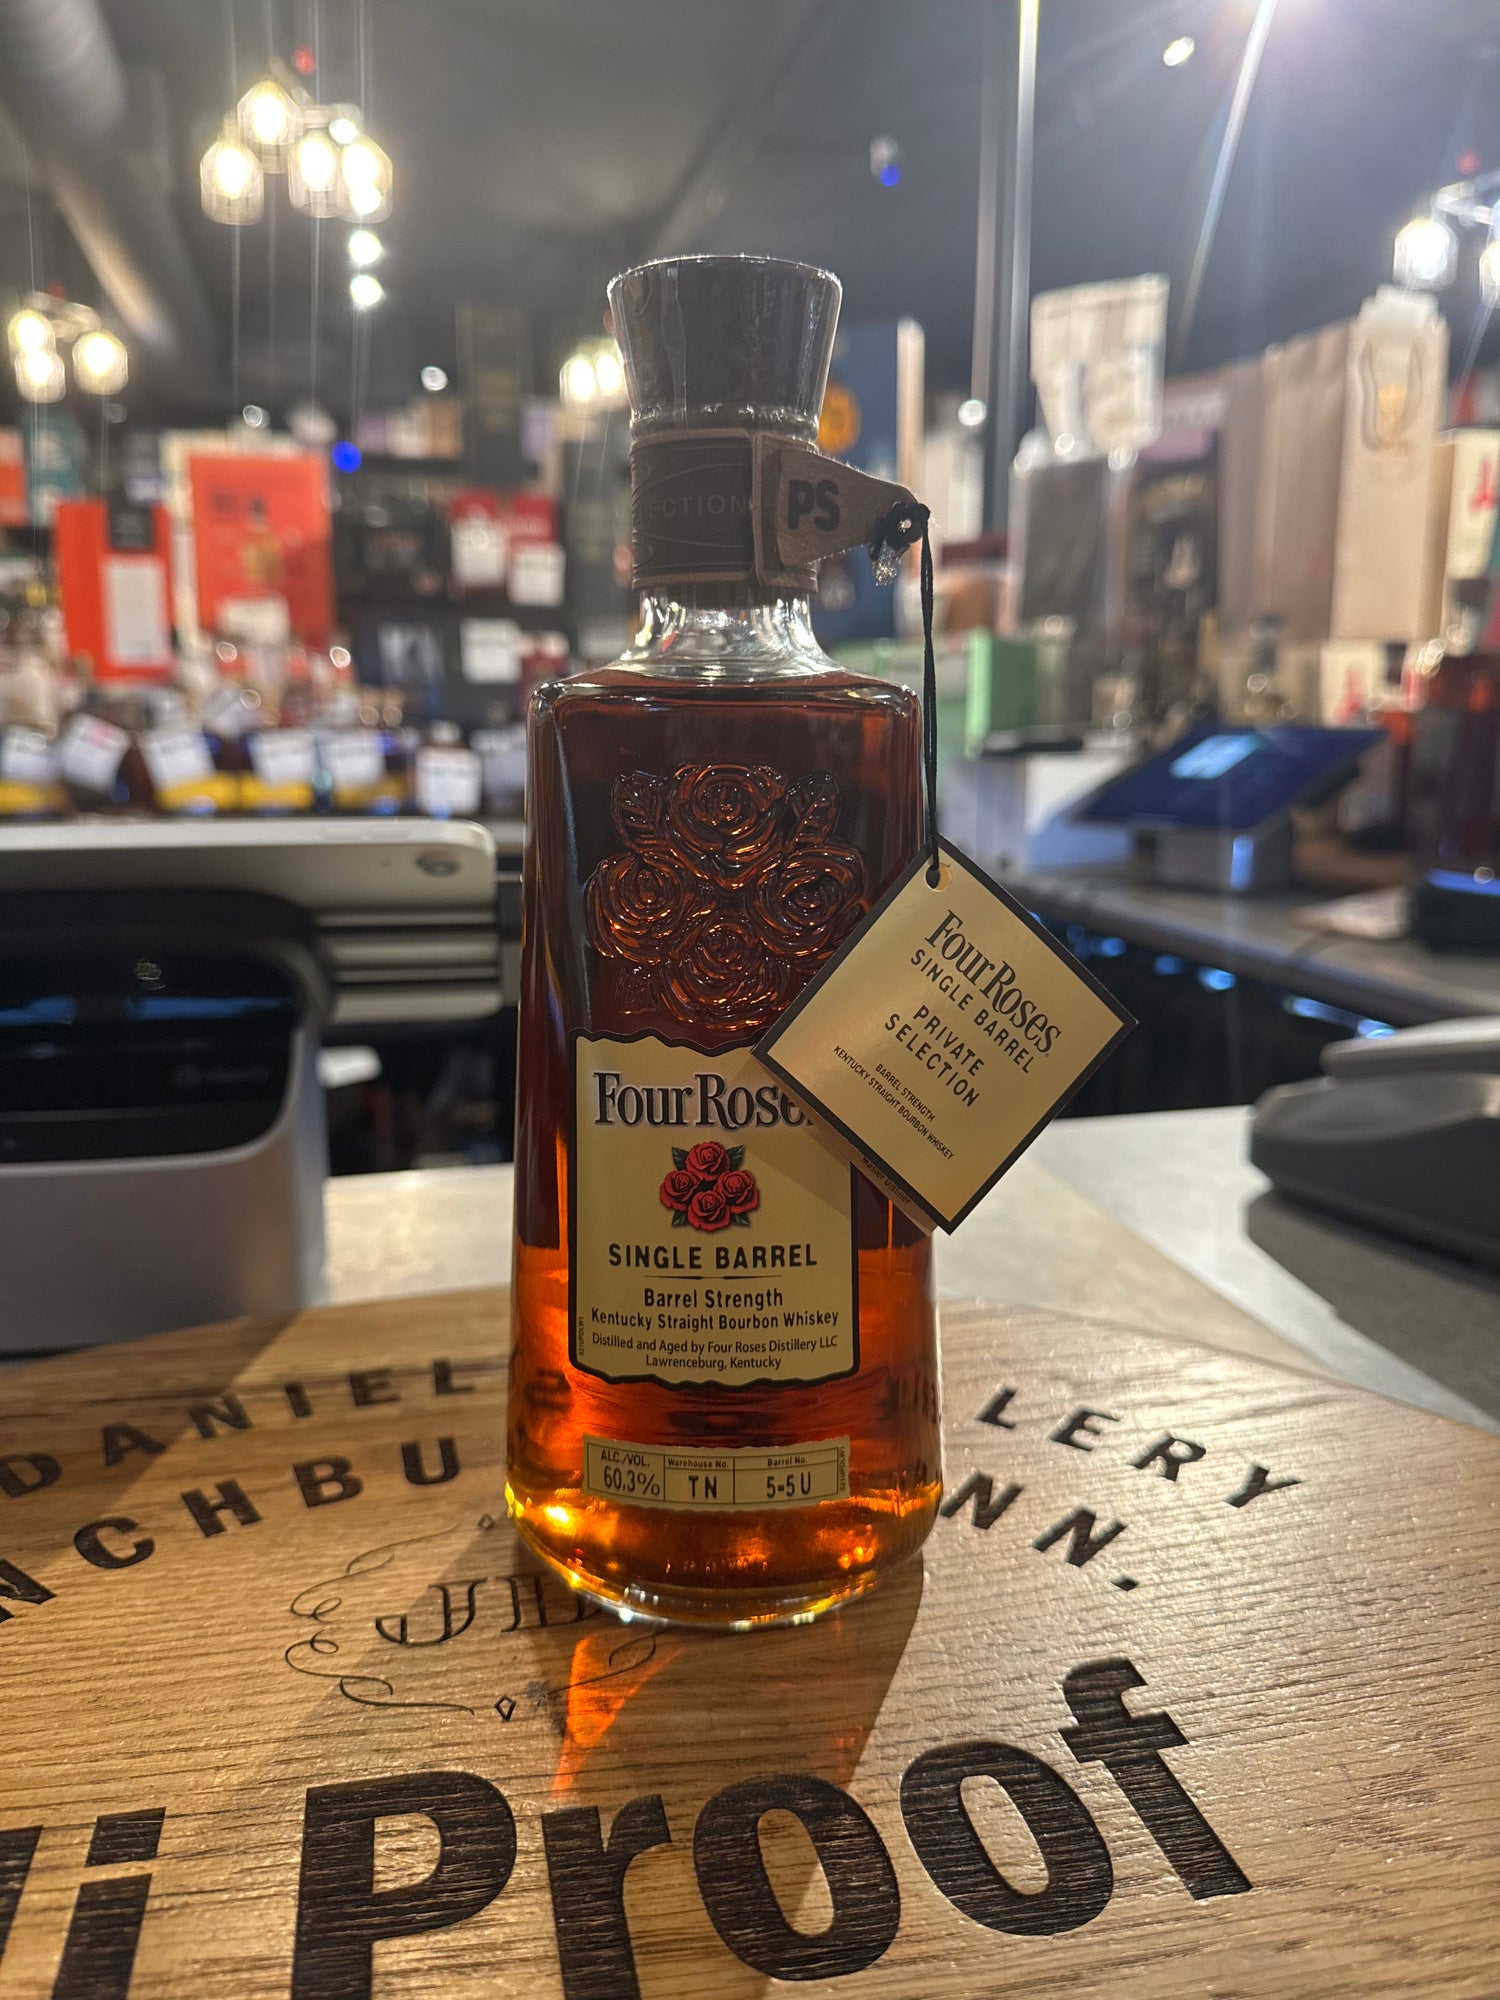 PS
Four Roses
SINGLE BARREL
PRIVATE
SELECTION
BARREL STRENGTH
KENTUCKY STRAIGHT BOURBON WHISKEY
Master Distiller
Four
SINGLE BARREL
Barrel Strength
Kentucky Straight Bourbon Whiskey
Distilled and Aged by Four Roses Distillery LLC
Lawrenceburg, Kentucky
ALC./VOL. Warehouse No. Barrel No.
60.3% TN 5-5U
DANIEL LERY
NCHBU NN.
Proof